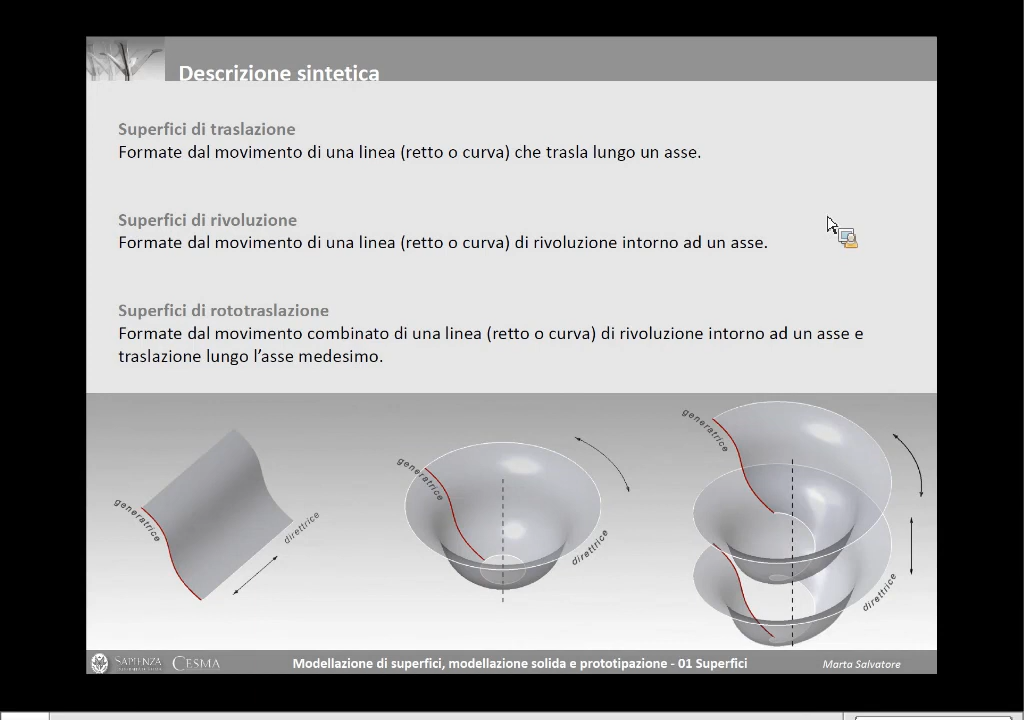 Descrizione sintetica
Superfici di traslazione
Formate dal movimento di una linea (retto o curva) che trasla lungo un asse.
Superfici di rivoluzione
Formate dal movimento di una linea (retto o curva) di rivoluzione intorno ad un asse.
Superfici di rototraslazione
Formate dal movimento combinato di una linea (retto o curva) di rivoluzione intorno ad un asse e
traslazione lungo l’asse medesimo.
generatrice
direttrice
generatrice
direttrice
generatrice
direttrice
SAPIENZA
CESMA
Modellazione di superfici, modellazione solida e prototipazione - 01 Superfici
Marta Salvatore